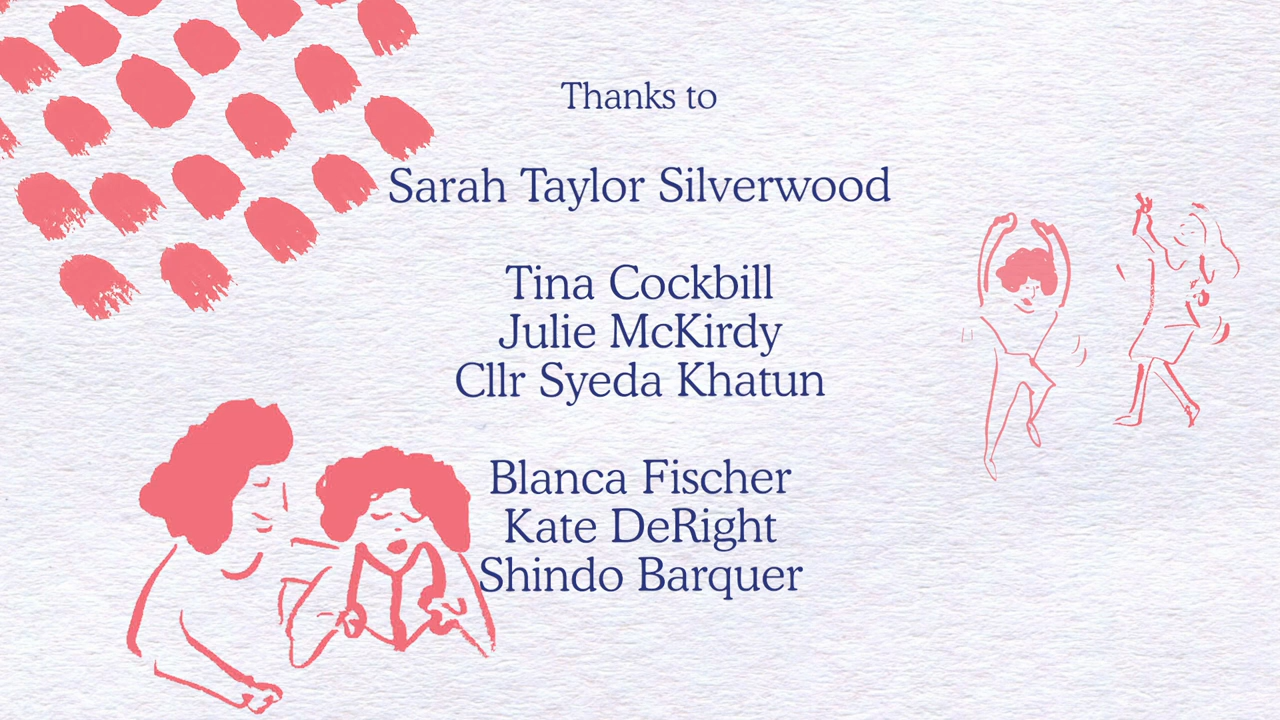 Thanks to
Sarah Taylor Silverwood
Tina Cockbill
Julie McKirdy
Cllr Syeda Khatun
Blanca Fischer
Kate DeRight
Shindo Barquer